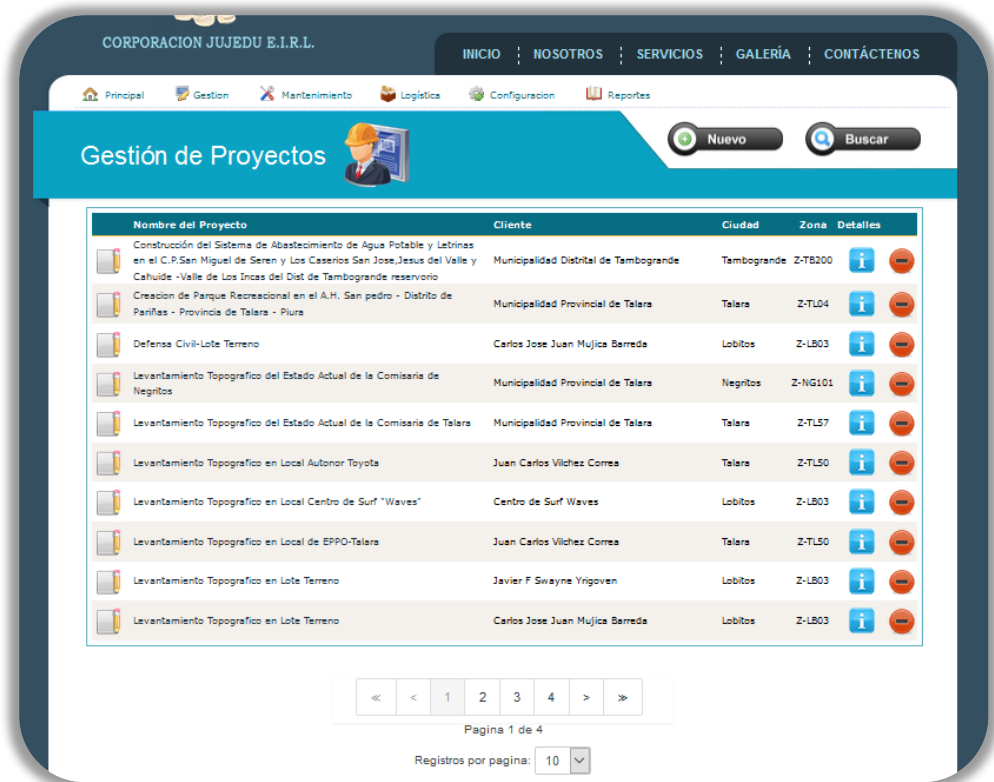 CORPORACION JUJEDU E.I.R.L.
INICIO NOSOTROS SERVICIOS GALERÍA CONTÁCTENOS
Principal Gestion Mantenimiento Logística Configuracion Reportes
Gestión de Proyectos
Nuevo Buscar
Nombre del Proyecto Cliente Ciudad Zona Detalles
Construcción del Sistema de Abastecimiento de Agua Potable y Letrinas
en el C.P.San Miguel de Seren y Los Caserios San Jose,Jesus del Valle y Municipalidad Distrital de Tambogrande Tambogrande Z-TB200
Cahuide -Valle de Los Incas del Dist de Tambogrande reservorio
Creacion de Parque Recreacional en el A.H. San pedro - Distrito de
Pariñas - Provincia de Talara - Piura Municipalidad Provincial de Talara Talara Z-TL04
Defensa Civil-Lote Terreno Carlos Jose Juan Mujica Barreda Lobitos Z-LB03
Levantamiento Topografico del Estado Actual de la Comisaria de
Negritos Municipalidad Provincial de Talara Negritos Z-NG101
Levantamiento Topografico del Estado Actual de la Comisaria de Talara Municipalidad Provincial de Talara Talara Z-TL57
Levantamiento Topografico en Local Autonor Toyota Juan Carlos Vilchez Correa Talara Z-TL50
Levantamiento Topografico en Local Centro de Surf "Waves" Centro de Surf Waves Lobitos Z-LB03
Levantamiento Topografico en Local de EPPO-Talara Juan Carlos Vilchez Correa Talara Z-TL50
Levantamiento Topografico en Lote Terreno Javier F Swayne Yrigoven Lobitos Z-LB03
Levantamiento Topografico en Lote Terreno Carlos Jose Juan Mujica Barreda Lobitos Z-LB03
≪ < 1 2 3 4 > ≫
Pagina 1 de 4
Registros por pagina: 10